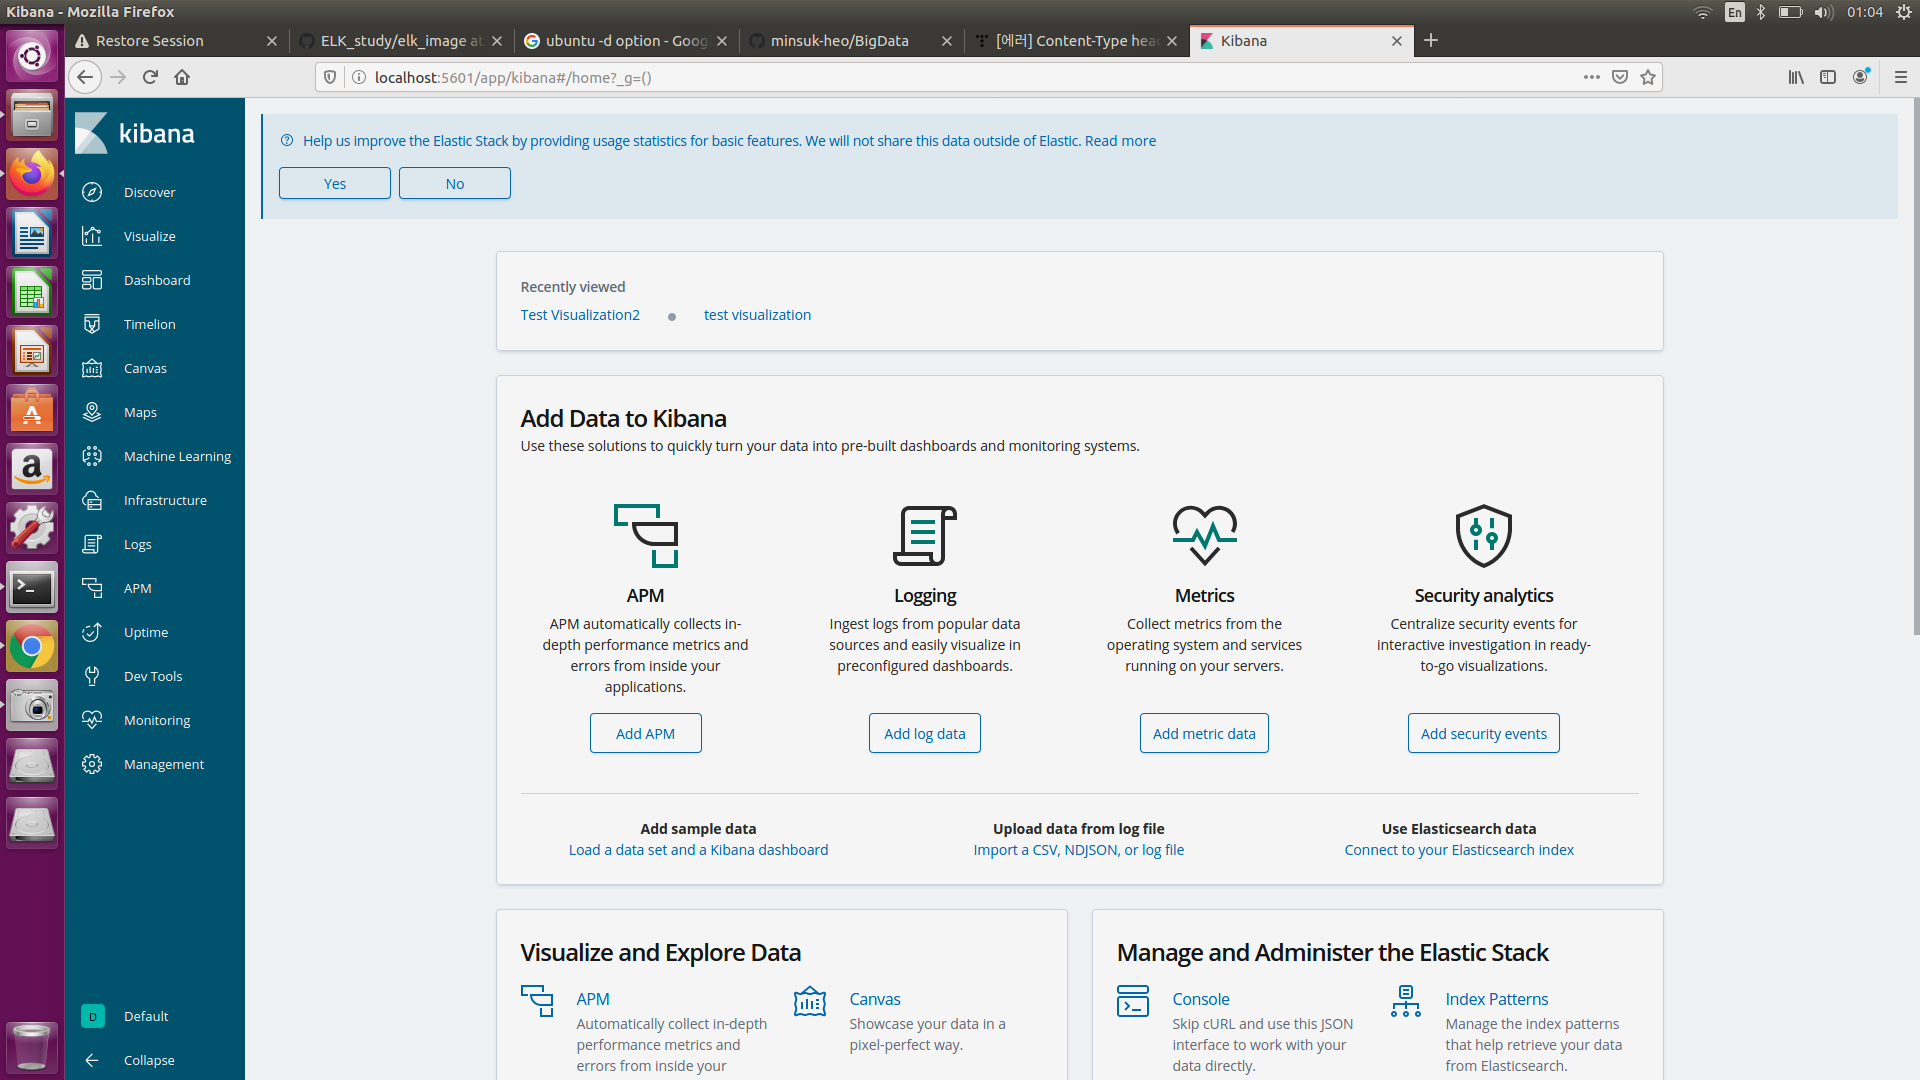 Kibana - Mozilla Firefox
En
01:04
Restore Session
ELK_study/elk_image at
ubuntu -d option - Goog
minsuk-heo/BigData
[에러] Content-Type head
Kibana
localhost:5601/app/kibana#/home?_g=()
kibana
Discover
Visualize
Dashboard
Timelion
Canvas
Maps
Machine Learning
Infrastructure
Logs
APM
Uptime
Dev Tools
Monitoring
Management
D
Default
Collapse
Help us improve the Elastic Stack by providing usage statistics for basic features. We will not share this data outside of Elastic. Read more
Yes
No
Recently viewed
Test Visualization2
test visualization
Add Data to Kibana
Use these solutions to quickly turn your data into pre-built dashboards and monitoring systems.
APM
APM automatically collects in-
depth performance metrics and
errors from inside your
applications.
Add APM
Logging
Ingest logs from popular data
sources and easily visualize in
preconfigured dashboards.
Add log data
Metrics
Collect metrics from the
operating system and services
running on your servers.
Add metric data
Security analytics
Centralize security events for
interactive investigation in ready-
to-go visualizations.
Add security events
Add sample data
Load a data set and a Kibana dashboard
Upload data from log file
Import a CSV, NDJSON, or log file
Use Elasticsearch data
Connect to your Elasticsearch index
Visualize and Explore Data
APM
Automatically collect in-depth
performance metrics and
errors from inside your
Canvas
Showcase your data in a
pixel-perfect way.
Manage and Administer the Elastic Stack
Console
Skip cURL and use this JSON
interface to work with your
data directly.
Index Patterns
Manage the index patterns
that help retrieve your data
from Elasticsearch.